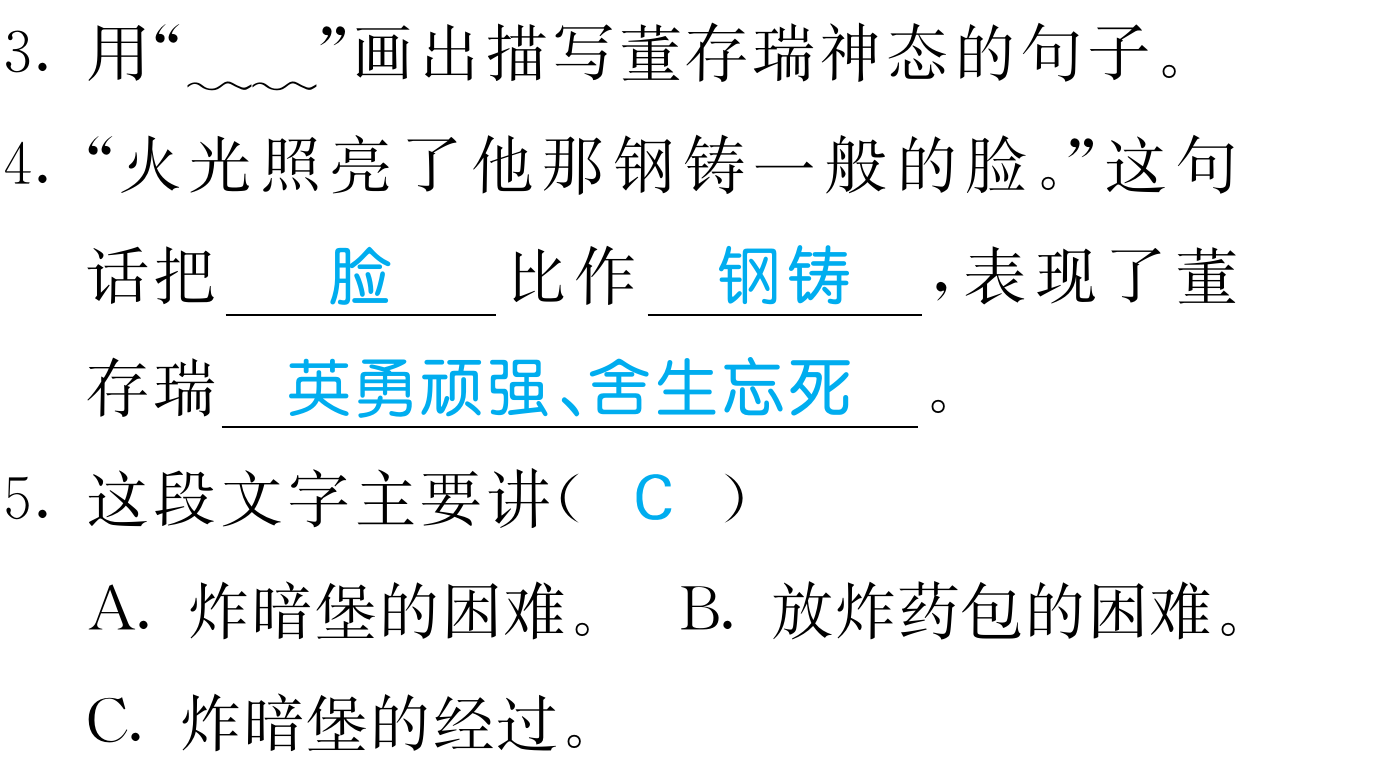 3. 用“﹏﹏”画出描写董存瑞神态的句子。
4. “火光照亮了他那钢铸一般的脸。”这句
话把 脸 比作 钢铸 ,表现了董
存瑞 英勇顽强、舍生忘死 。
5. 这段文字主要讲( C )
A. 炸暗堡的困难。 B. 放炸药包的困难。
C. 炸暗堡的经过。